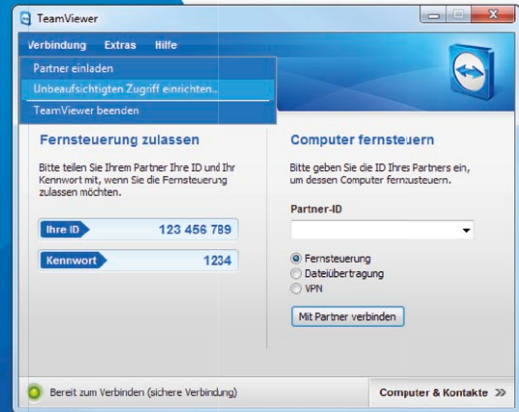 TeamViewer
Verbindung Extras Hilfe
Partner einladen
Unbeaufsichtigten Zugriff einrichten...
TeamViewer beenden
Fernsteuerung zulassen
Bitte teilen Sie Ihrem Partner Ihre ID und Ihr
Kennwort mit, wenn Sie die Fernsteuerung
zulassen möchten.
Ihre ID 123 456 789
Kennwort 1234
Computer fernsteuern
Bitte geben Sie die ID Ihres Partners ein,
um dessen Computer fernzusteuern.
Partner-ID
Fernsteuerung
Dateiübertragung
VPN
Mit Partner verbinden
Bereit zum Verbinden (sichere Verbindung)
Computer & Kontakte >>